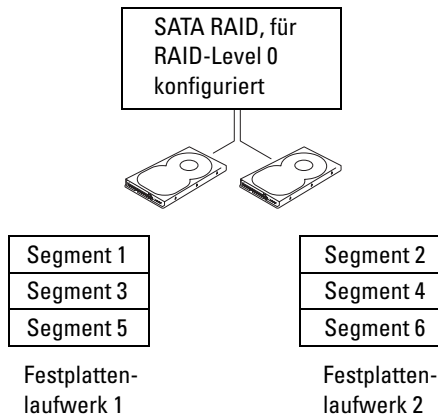 SATA RAID, für
RAID-Level 0
konfiguriert
Segment 1
Segment 3
Segment 5
Festplatten-
laufwerk 1
Segment 2
Segment 4
Segment 6
Festplatten-
laufwerk 2